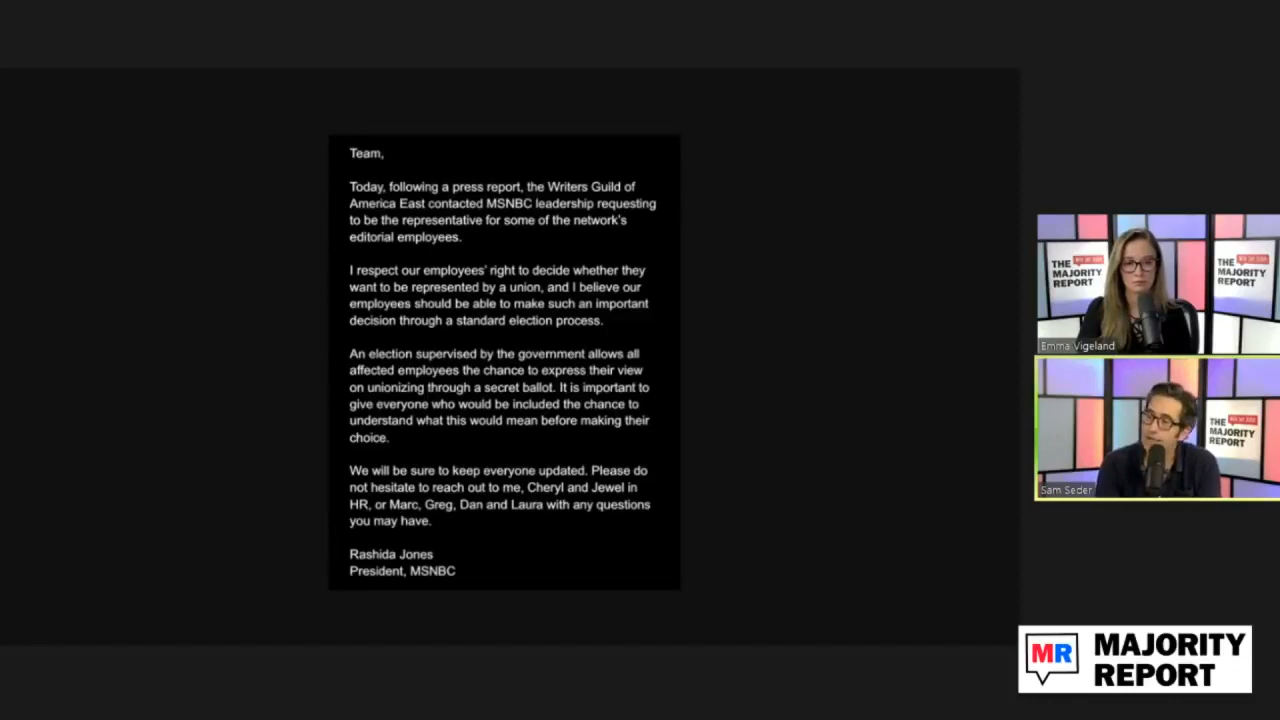 Team,
Today, following a press report, the Writers Guild of
America East contacted MSNBC leadership requesting
to be the representative for some of the network's
editorial employees.
I respect our employees' right to decide whether they
want to be represented by a union, and I believe our
employees should be able to make such an important
decision through a standard election process.
An election supervised by the government allows all
affected employees the chance to express their view
on unionizing through a secret ballot. It is important to
give everyone who would be included the chance to
understand what this would mean before making their
choice.
We will be sure to keep everyone updated. Please do
not hesitate to reach out to me, Cheryl and Jewel in
HR, or Marc, Greg, Dan and Laura with any questions
you may have.
Rashida Jones
President, MSNBC
THE
MAJORITY
REPORT
THE
MAJORITY
REPORT
Emma Vigeland
THE
MAJORITY
REPORT
Sam Seder
MR
MAJORITY
REPORT